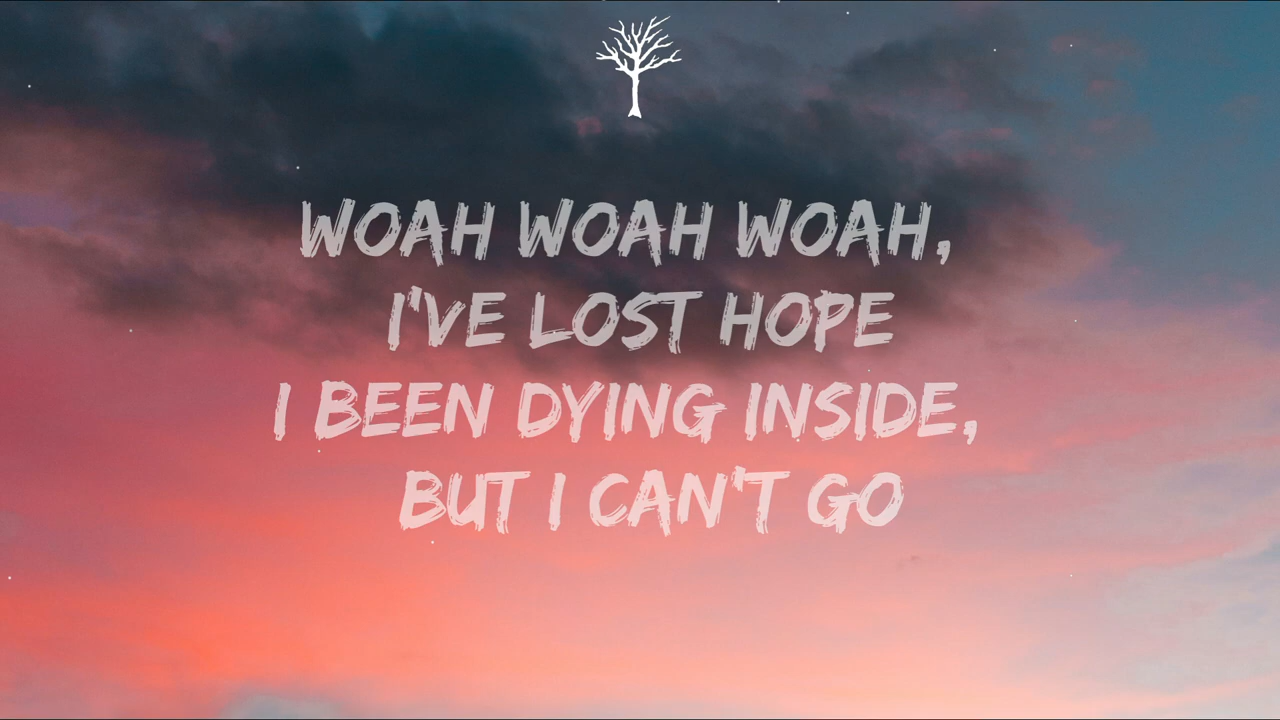 WOAH WOAH WOAH,
I'VE LOST HOPE
I BEEN DYING INSIDE,
BUT I CAN'T GO